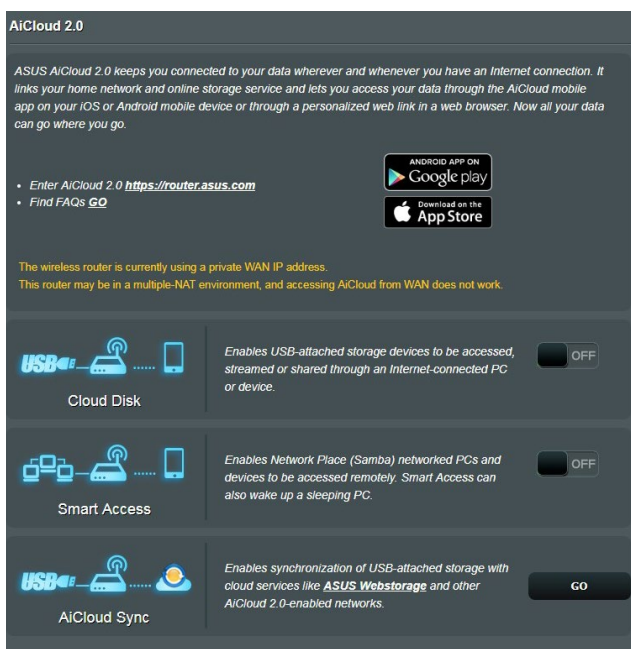 AiCloud 2.0
ASUS AiCloud 2.0 keeps you connected to your data wherever and whenever you have an Internet connection. It
links your home network and online storage service and lets you access your data through the AiCloud mobile
app on your iOS or Android mobile device or through a personalized web link in a web browser. Now all your data
can go where you go.
ANDROID APP ON
Google play
Enter AiCloud 2.0 https://router.asus.com
Find FAQs GO
Download on the
App Store
The wireless router is currently using a private WAN IP address.
This router may be in a multiple-NAT environment, and accessing AiCloud from WAN does not work.
USB
Cloud Disk
Enables USB-attached storage devices to be accessed,
streamed or shared through an Internet-connected PC
or device.
OFF
Smart Access
Enables Network Place (Samba) networked PCs and
devices to be accessed remotely. Smart Access can
also wake up a sleeping PC.
OFF
USB
AiCloud Sync
Enables synchronization of USB-attached storage with
cloud services like ASUS Webstorage and other
AiCloud 2.0-enabled networks.
GO